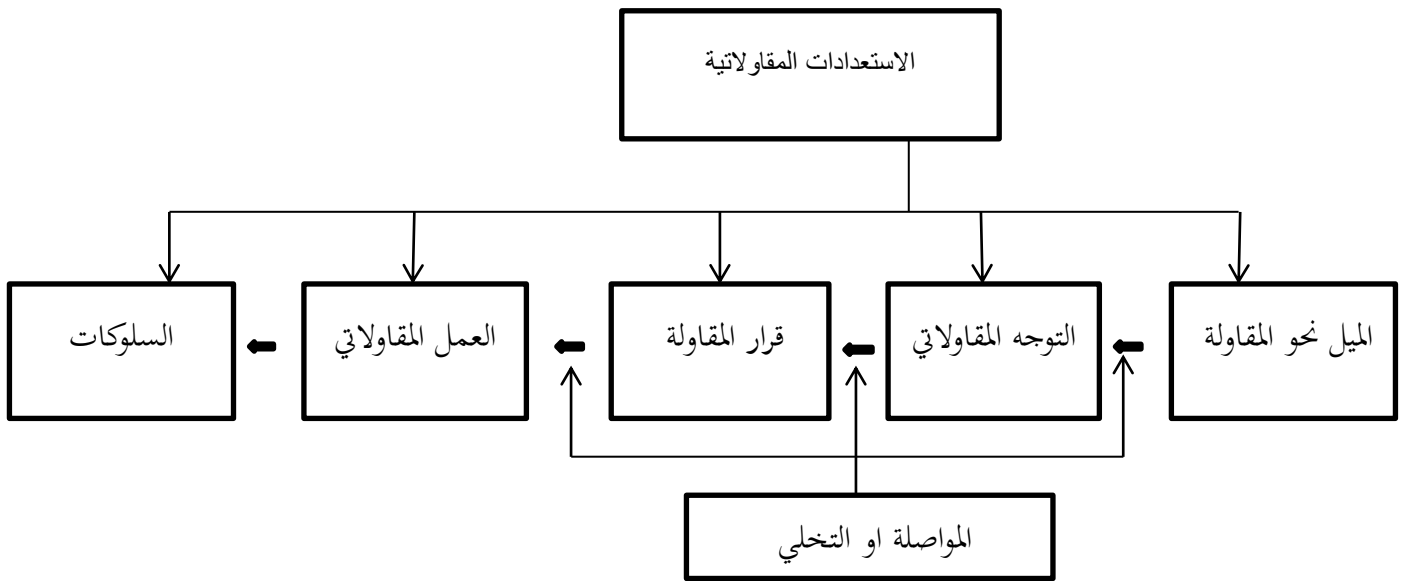 الاستعدادات المقاولاتية
الميل نحو المقاولة
التوجه المقاولاتي
قرار المقاولة
العمل المقاولاتي
السلوكات
المواصلة او التخلي